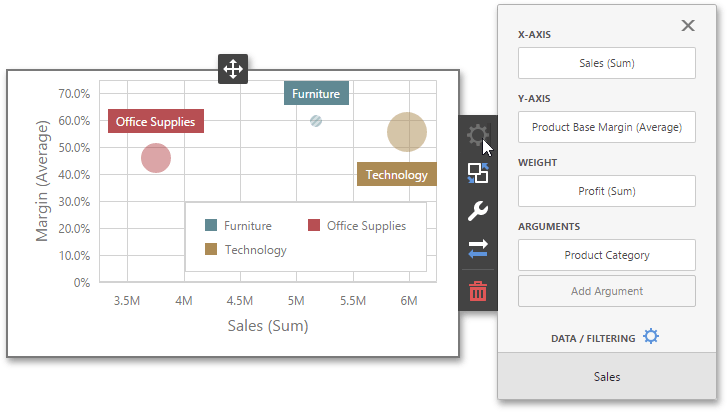 Margin (Average)
70.0%
60.0%
50.0%
40.0%
30.0%
20.0%
10.0%
0%
Furniture
Office Supplies
Technology
Furniture
Office Supplies
Technology
3.5M 4M 4.5M 5M 5.5M 6M
Sales (Sum)
X-AXIS
Sales (Sum)
Y-AXIS
Product Base Margin (Average)
WEIGHT
Profit (Sum)
ARGUMENTS
Product Category
Add Argument
DATA / FILTERING
Sales